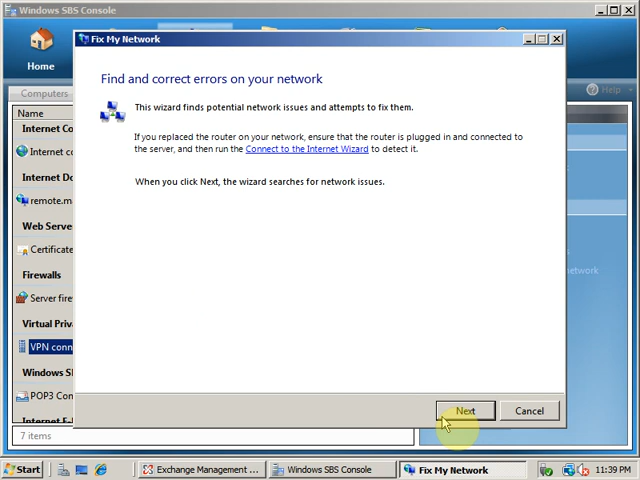 Windows SBS Console
Fix My Network
Home
Help
Computers
Find and correct errors on your network
Name
This wizard finds potential network issues and attempts to fix them.
Internet Co
If you replaced the router on your network, ensure that the router is plugged in and connected to
Internet co
the server, and then run the Connect to the Internet Wizard to detect it.
Internet Do
When you click Next, the wizard searches for network issues.
remote.ma
Web Serve
Certificate
Firewalls
network
Server fire
Virtual Priva
VPN conn
Windows S
POP3 Con
Internet E-
Next
Cancel
7 items
Start
Exchange Management ...
Windows SBS Console
Fix My Network
11:39 PM